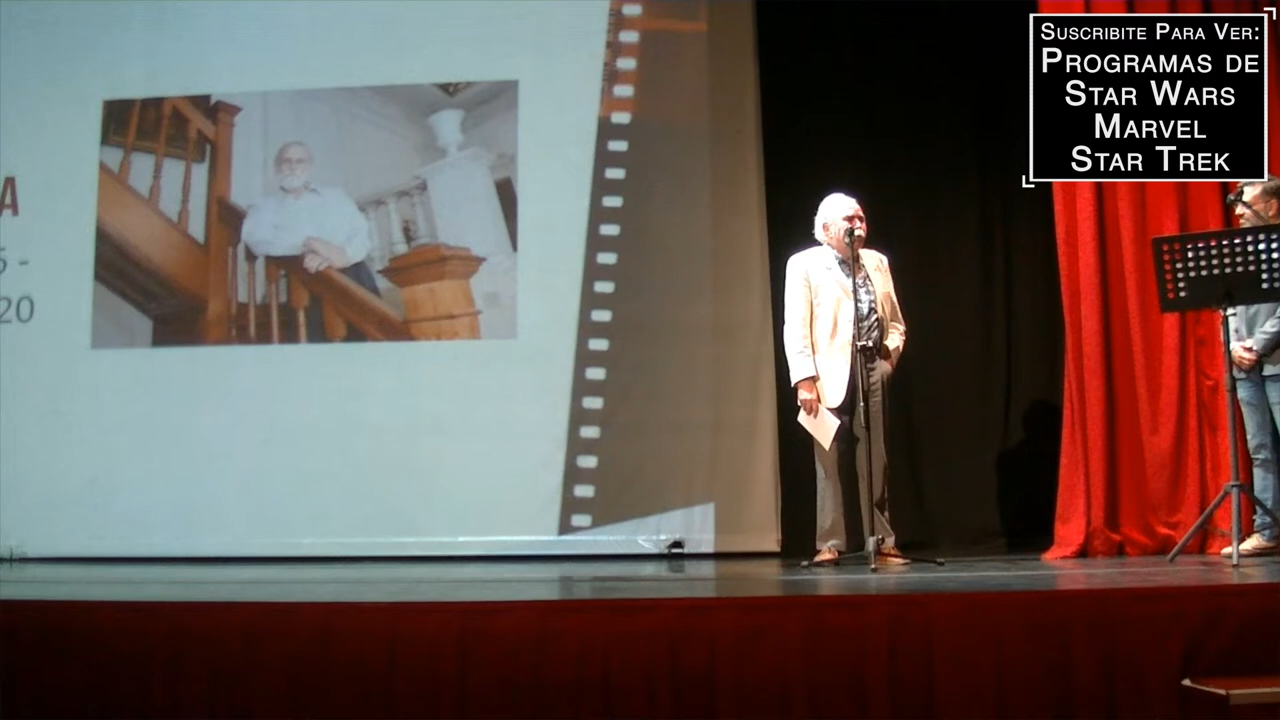 A
5 -
20
SUSCRIBITE PARA VER:
PROGRAMAS DE
STAR WARS
MARVEL
STAR TREK